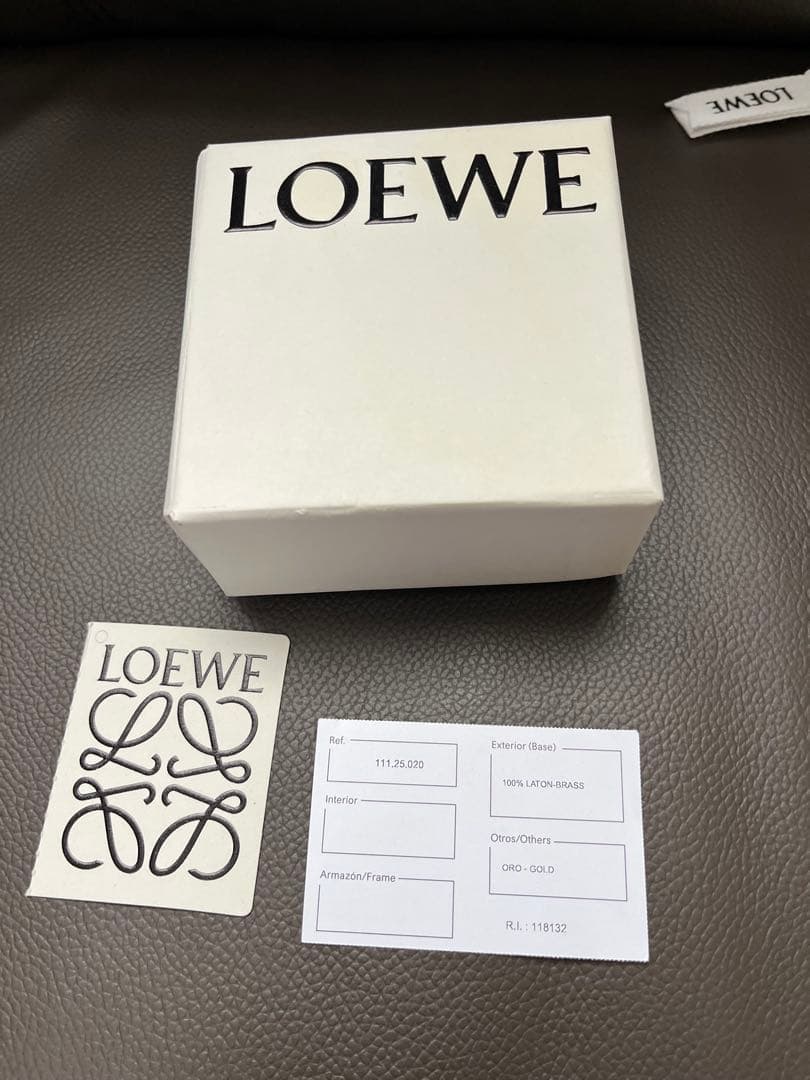 LOEWE
LOEWE
LOEWE
Ref.
111.25.020
Interior
Armazón/Frame
Exterior (Base)
100% LATON-BRASS
Otros/Others
ORO - GOLD
R.I. : 118132